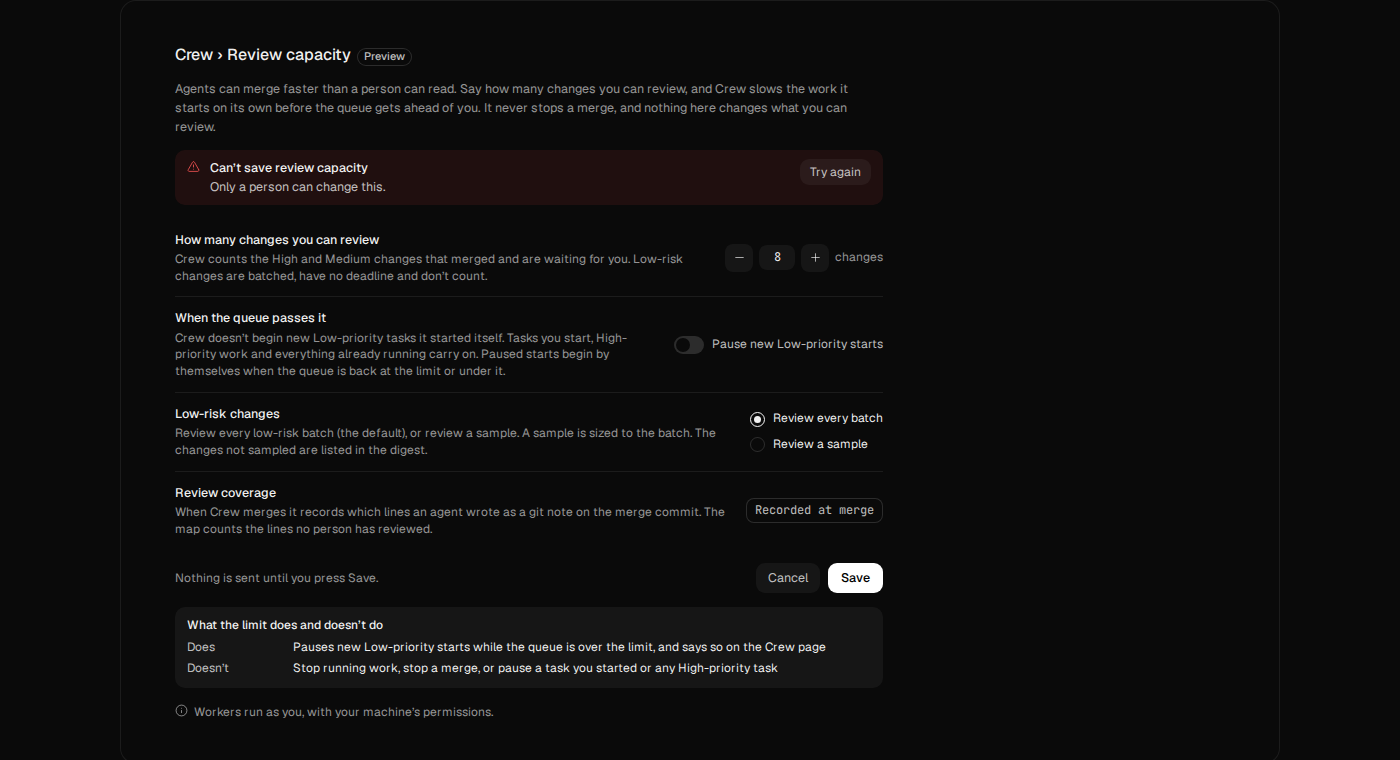 Crew › Review capacity Preview
Agents can merge faster than a person can read. Say how many changes you can review, and Crew slows the work it
starts on its own before the queue gets ahead of you. It never stops a merge, and nothing here changes what you can
review.
Can't save review capacity
Only a person can change this.
Try again
How many changes you can review
Crew counts the High and Medium changes that merged and are waiting for you. Low-risk
changes are batched, have no deadline and don't count.
− 8 + changes
When the queue passes it
Crew doesn't begin new Low-priority tasks it started itself. Tasks you start, High-
priority work and everything already running carry on. Paused starts begin by
themselves when the queue is back at the limit or under it.
Pause new Low-priority starts
Low-risk changes
Review every low-risk batch (the default), or review a sample. A sample is sized to the batch. The
changes not sampled are listed in the digest.
Review every batch
Review a sample
Review coverage
When Crew merges it records which lines an agent wrote as a git note on the merge commit. The
map counts the lines no person has reviewed.
Recorded at merge
Nothing is sent until you press Save.
Cancel Save
What the limit does and doesn't do
Does Pauses new Low-priority starts while the queue is over the limit, and says so on the Crew page
Doesn't Stop running work, stop a merge, or pause a task you started or any High-priority task
Workers run as you, with your machine's permissions.